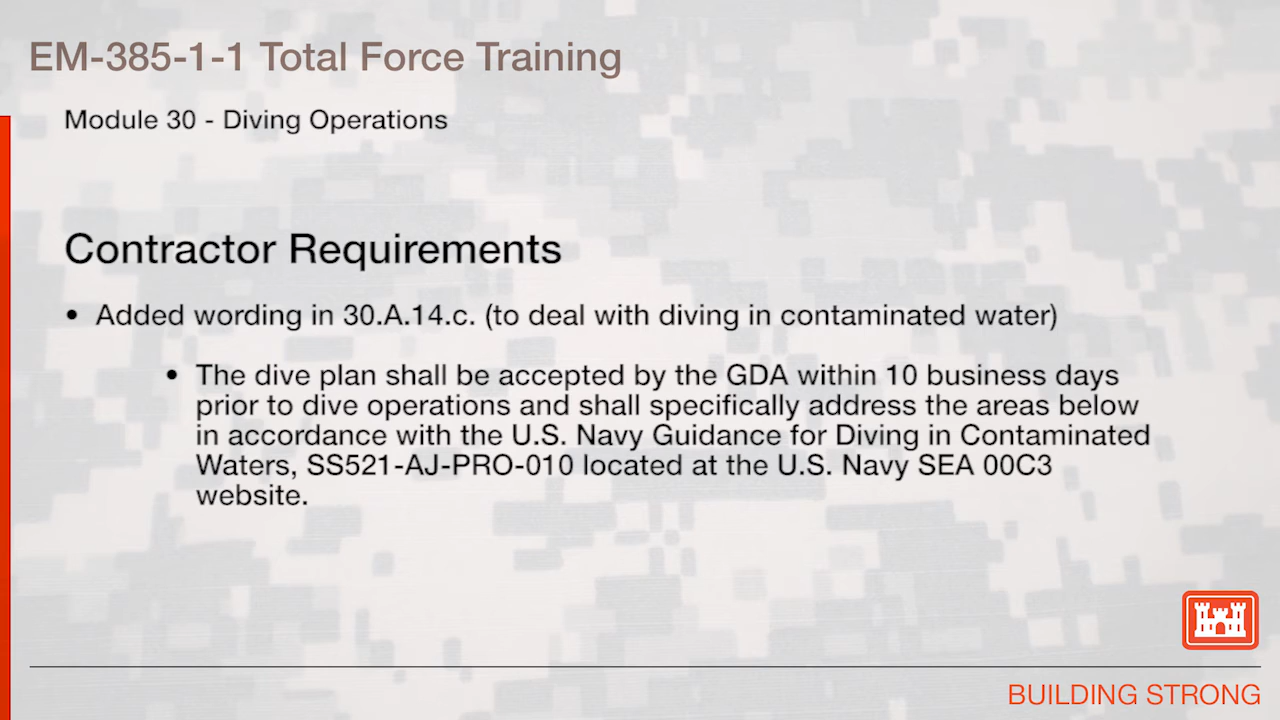 EM-385-1-1 Total Force Training
Module 30 - Diving Operations
Contractor Requirements
• Added wording in 30.A.14.c. (to deal with diving in contaminated water)
• The dive plan shall be accepted by the GDA within 10 business days
prior to dive operations and shall specifically address the areas below
in accordance with the U.S. Navy Guidance for Diving in Contaminated
Waters, SS521-AJ-PRO-010 located at the U.S. Navy SEA 00C3
website.
BUILDING STRONG